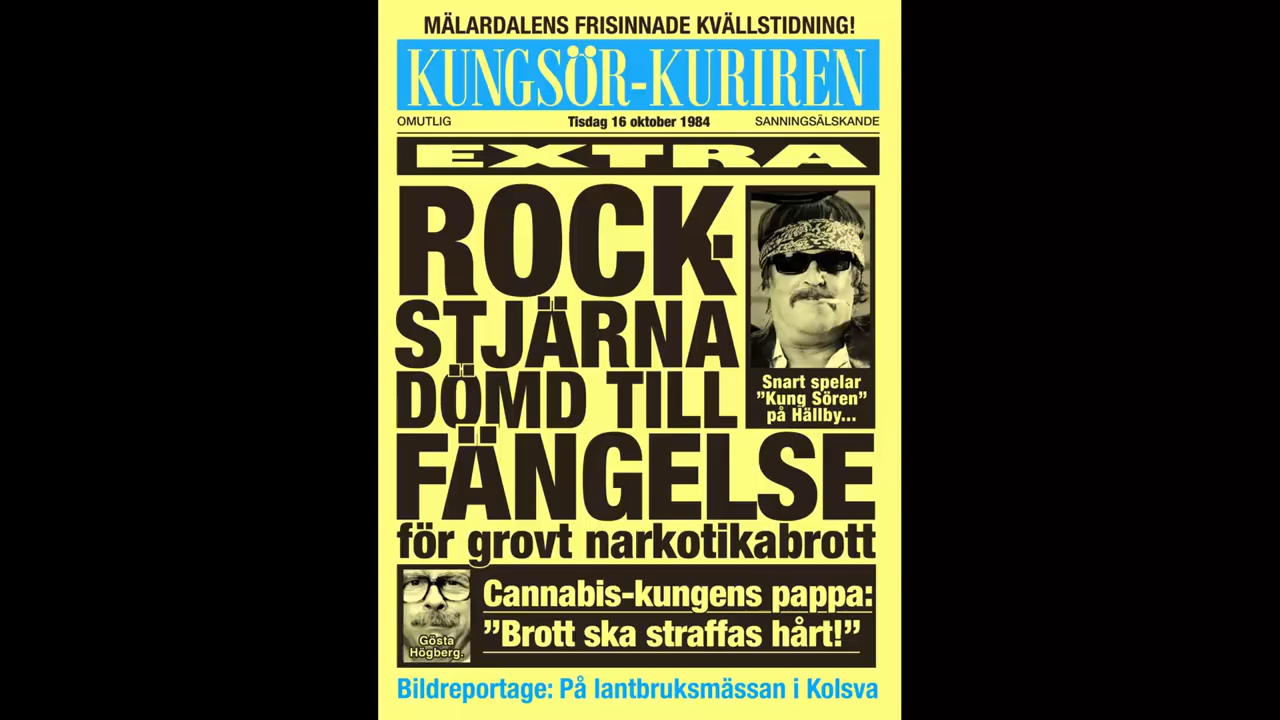 MÄLARDALENS FRISINNADE KVÄLLSTIDNING!
KUNGSÖR-KURIREN
OMUTLIG
Tisdag 16 oktober 1984
SANNINGSÄLSKANDE
EXTRA
ROCK-
STJÄRNA
DÖMD TILL
FÄNGELSE
för grovt narkotikabrott
Snart spelar
”Kung Sören”
på Hällby...
Gösta
Högberg.
Cannabis-kungens pappa:
”Brott ska straffas hårt!”
Bildreportage: På lantbruksmässan i Kolsva